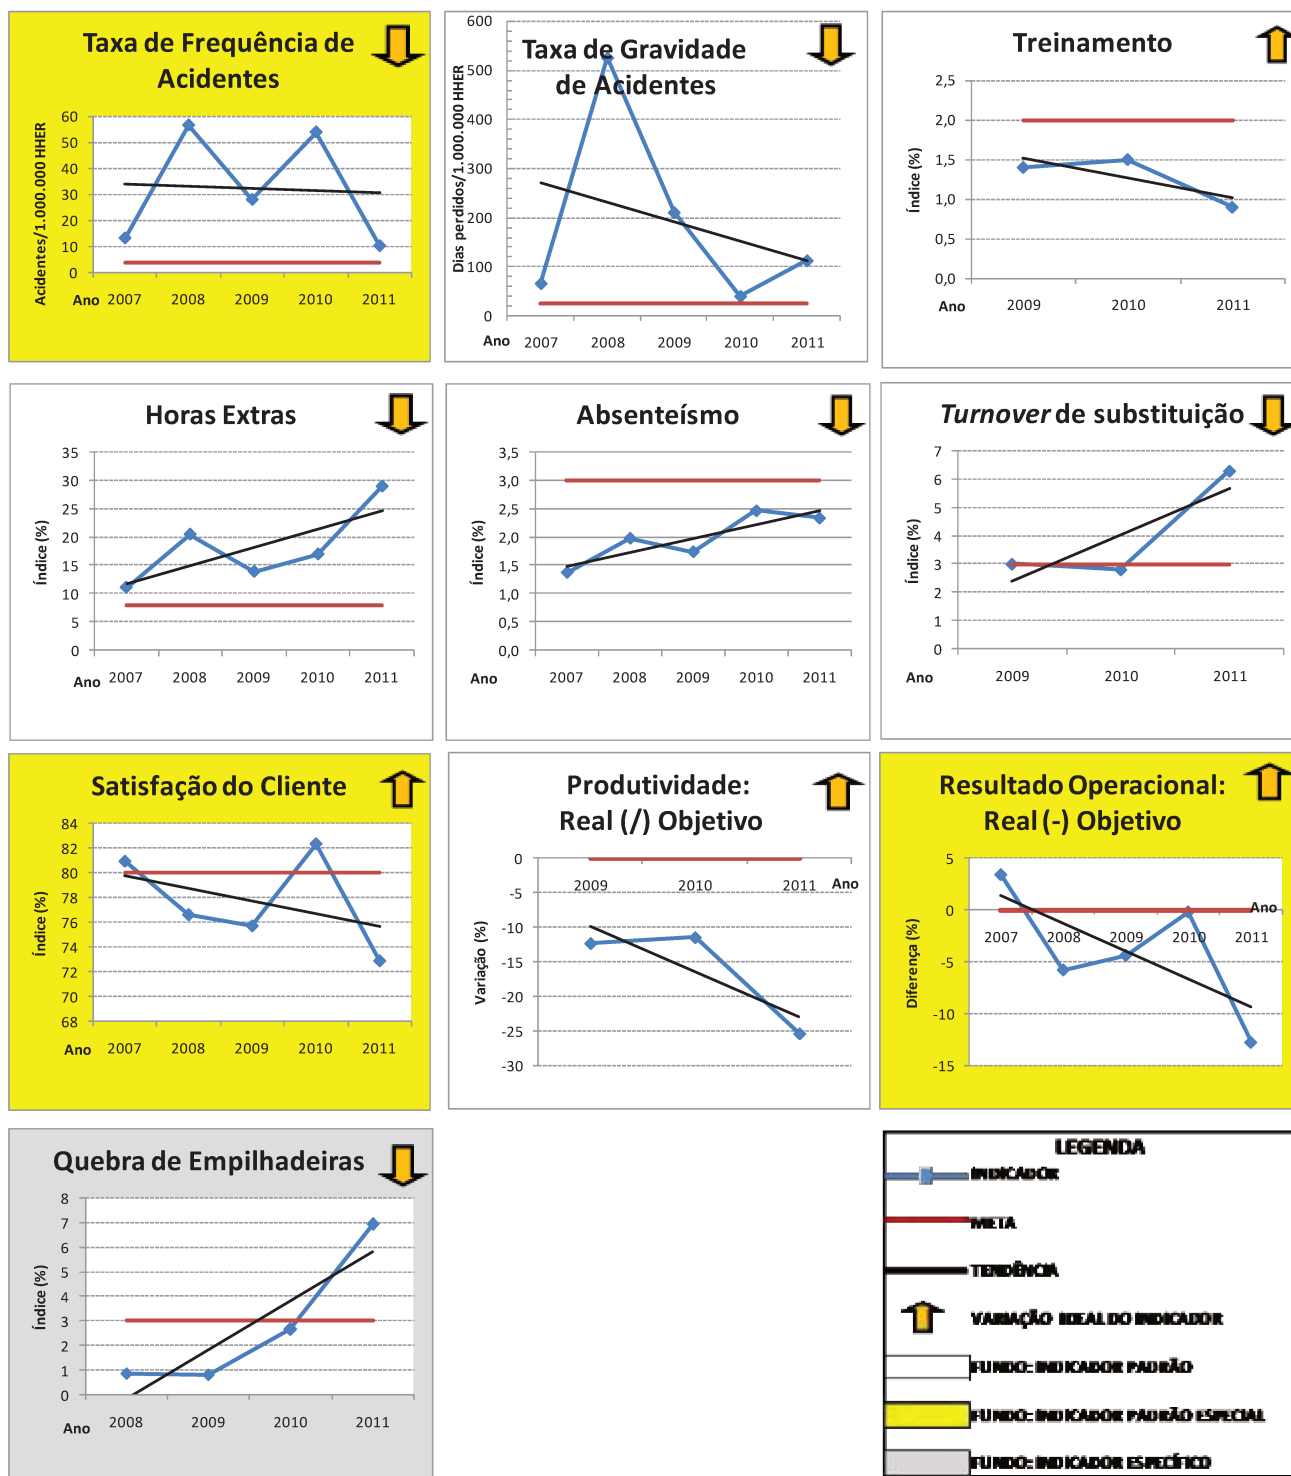 Taxa de Frequência de
Acidentes
Acidentes/1.000.000 HHER
60
50
40
30
20
10
0
Ano 2007 2008 2009 2010 2011
Taxa de Gravidade
de Acidentes
Dias perdidos/1.000.000 HHER
600
500
400
300
200
100
0
Ano 2007 2008 2009 2010 2011
Treinamento
Índice (%)
2,5
2,0
1,5
1,0
0,5
0,0
Ano 2009 2010 2011
Horas Extras
Índice (%)
35
30
25
20
15
10
5
0
Ano 2007 2008 2009 2010 2011
Absenteísmo
Índice (%)
3,5
3,0
2,5
2,0
1,5
1,0
0,5
0,0
Ano 2007 2008 2009 2010 2011
Turnover de substituição
Índice (%)
7
6
5
4
3
2
1
0
Ano 2009 2010 2011
Satisfação do Cliente
Índice (%)
84
82
80
78
76
74
72
70
68
Ano 2007 2008 2009 2010 2011
Produtividade:
Real (/) Objetivo
Variação (%)
0
-5
-10
-15
-20
-25
-30
2009 2010 2011 Ano
Resultado Operacional:
Real (-) Objetivo
Diferença (%)
5
0
-5
-10
-15
Ano
2007 2008 2009 2010 2011
Quebra de Empilhadeiras
Índice (%)
8
7
6
5
4
3
2
1
0
Ano 2008 2009 2010 2011
LEGENDA
INDICADOR
META
TENDÊNCIA
VARIAÇÃO IDEAL DO INDICADOR
FUNDO: INDICADOR PADRÃO
FUNDO: INDICADOR PADRÃO ESPECIAL
FUNDO: INDICADOR ESPECÍFICO